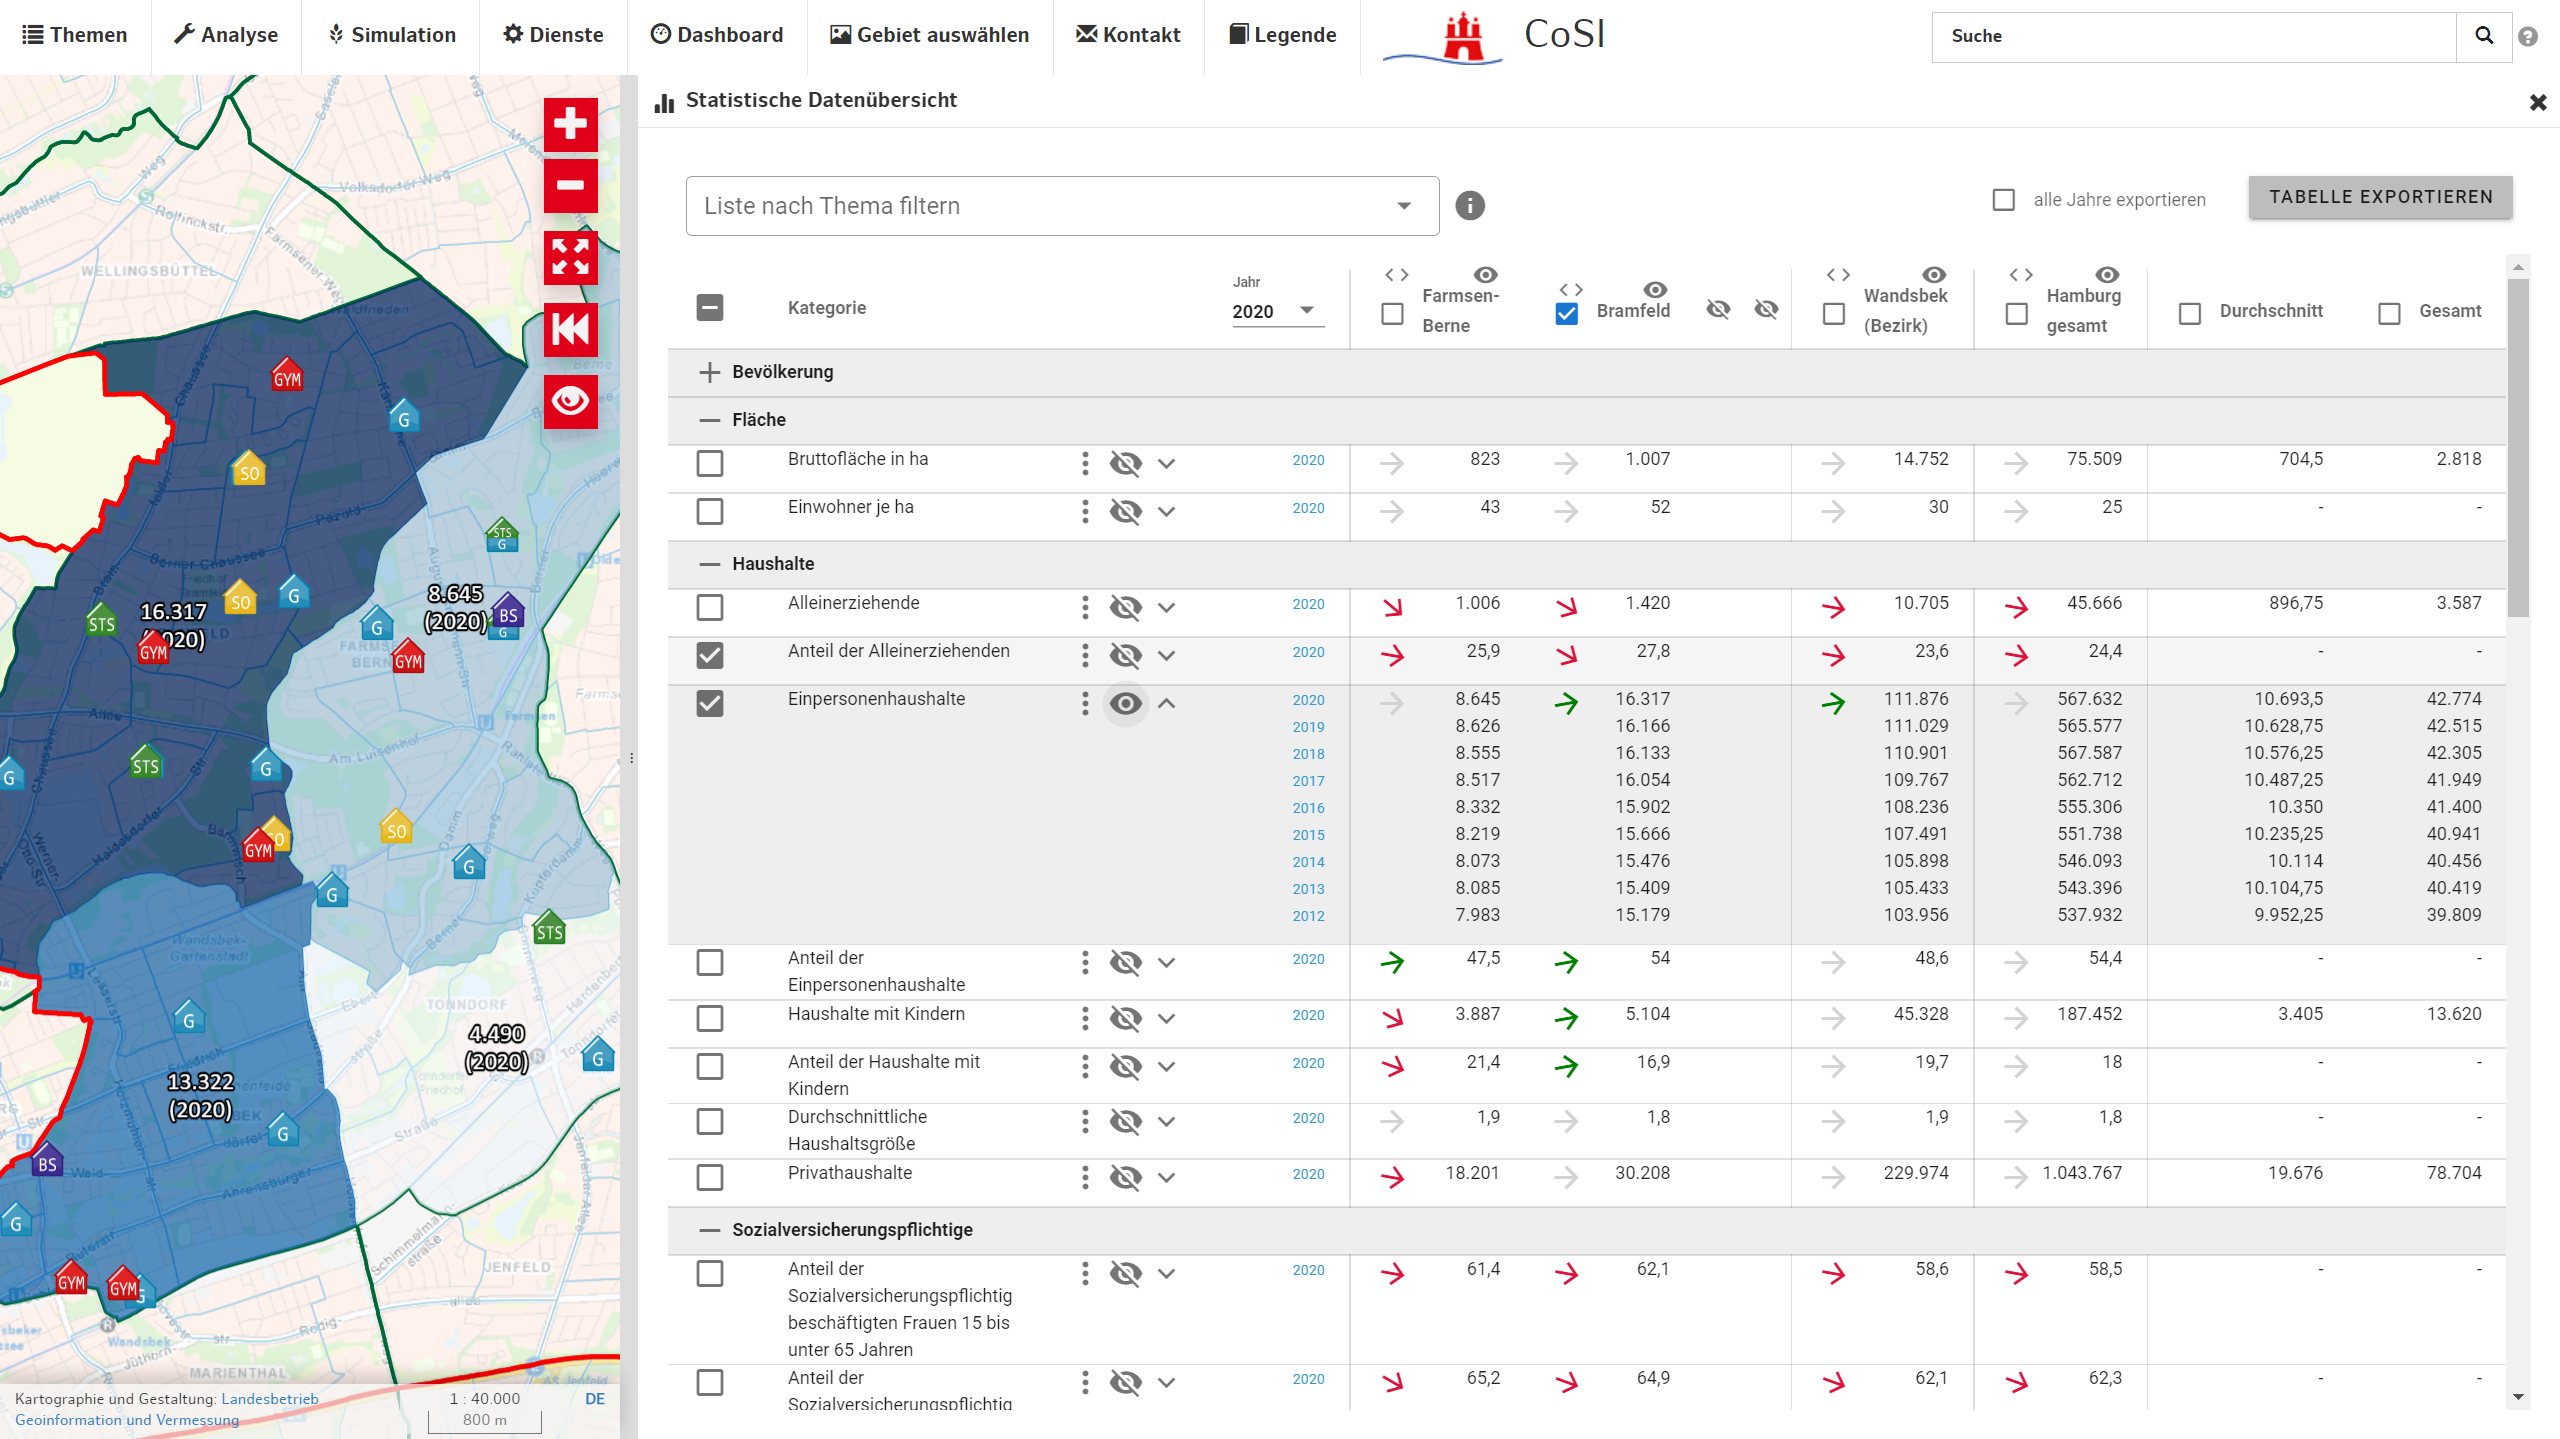 Themen Analyse Simulation Dienste Dashboard Gebiet auswählen Kontakt Legende CoSI Suche
Statistische Datenübersicht
Liste nach Thema filtern
alle Jahre exportieren
TABELLE EXPORTIEREN
Kategorie Jahr 2020 Farmsen-Berne Bramfeld Wandsbek (Bezirk) Hamburg gesamt Durchschnitt Gesamt
Bevölkerung
Fläche
Bruttofläche in ha 2020 823 1.007 14.752 75.509 704,5 2.818
Einwohner je ha 2020 43 52 30 25 - -
Haushalte
Alleinerziehende 2020 1.006 1.420 10.705 45.666 896,75 3.587
Anteil der Alleinerziehenden 2020 25,9 27,8 23,6 24,4 - -
Einpersonenhaushalte 2020 8.645 16.317 111.876 567.632 10.693,5 42.774
2019 8.626 16.166 111.029 565.577 10.628,75 42.515
2018 8.555 16.133 110.901 567.587 10.576,25 42.305
2017 8.517 16.054 109.767 562.712 10.487,25 41.949
2016 8.332 15.902 108.236 555.306 10.350 41.400
2015 8.219 15.666 107.491 551.738 10.235,25 40.941
2014 8.073 15.476 105.898 546.093 10.114 40.456
2013 8.085 15.409 105.433 543.396 10.104,75 40.419
2012 7.983 15.179 103.956 537.932 9.952,25 39.809
Anteil der 2020 47,5 54 48,6 54,4 - -
Einpersonenhaushalte
Haushalte mit Kindern 2020 3.887 5.104 45.328 187.452 3.405 13.620
Anteil der Haushalte mit 2020 21,4 16,9 19,7 18 - -
Kindern
Durchschnittliche 2020 1,9 1,8 1,9 1,8 - -
Haushaltsgröße
Privathaushalte 2020 18.201 30.208 229.974 1.043.767 19.676 78.704
Sozialversicherungspflichtige
Anteil der 2020 61,4 62,1 58,6 58,5 - -
Sozialversicherungspflichtig
beschäftigten Frauen 15 bis
unter 65 Jahren
Anteil der 2020 65,2 64,9 62,1 62,3 - -
Sozialversicherungspflichtig
Volksdorfer Weg
Rolfinckstr.
Farmsener Weg
WELLINGSBÜTTEL
GYM
G
SO
STS
G
Berner Chaussee
16.317
8.645
(2020)
STS
SO
G
G
BS
G
GYM
GYM
Am Luisenhof
STS
G
G
SO
GYM
G
G
STS
Wandsbek-
Gartenstadt
TONNDORF
G
4.490
(2020)
G
13.322
(2020)
G
BS
Ahrensburger
G
JENFELD
GYM
GYM
G
Wandsbek
MARIENTHAL
Kartographie und Gestaltung: Landesbetrieb
Geoinformation und Vermessung
1 : 40.000
800 m
DE